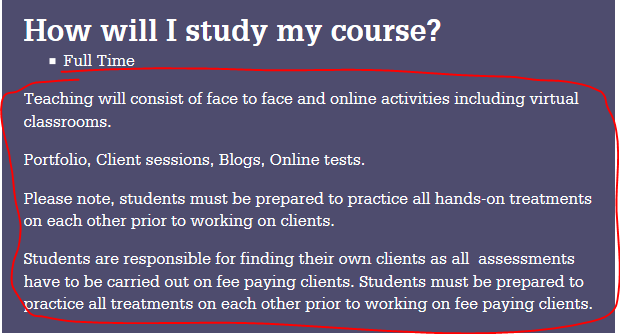 How will I study my course?
Full Time
Teaching will consist of face to face and online activities including virtual
classrooms.
Portfolio, Client sessions, Blogs, Online tests.
Please note, students must be prepared to practice all hands-on treatments
on each other prior to working on clients.
Students are responsible for finding their own clients as all  assessments
have to be carried out on fee paying clients. Students must be prepared to
practice all treatments on each other prior to working on fee paying clients.